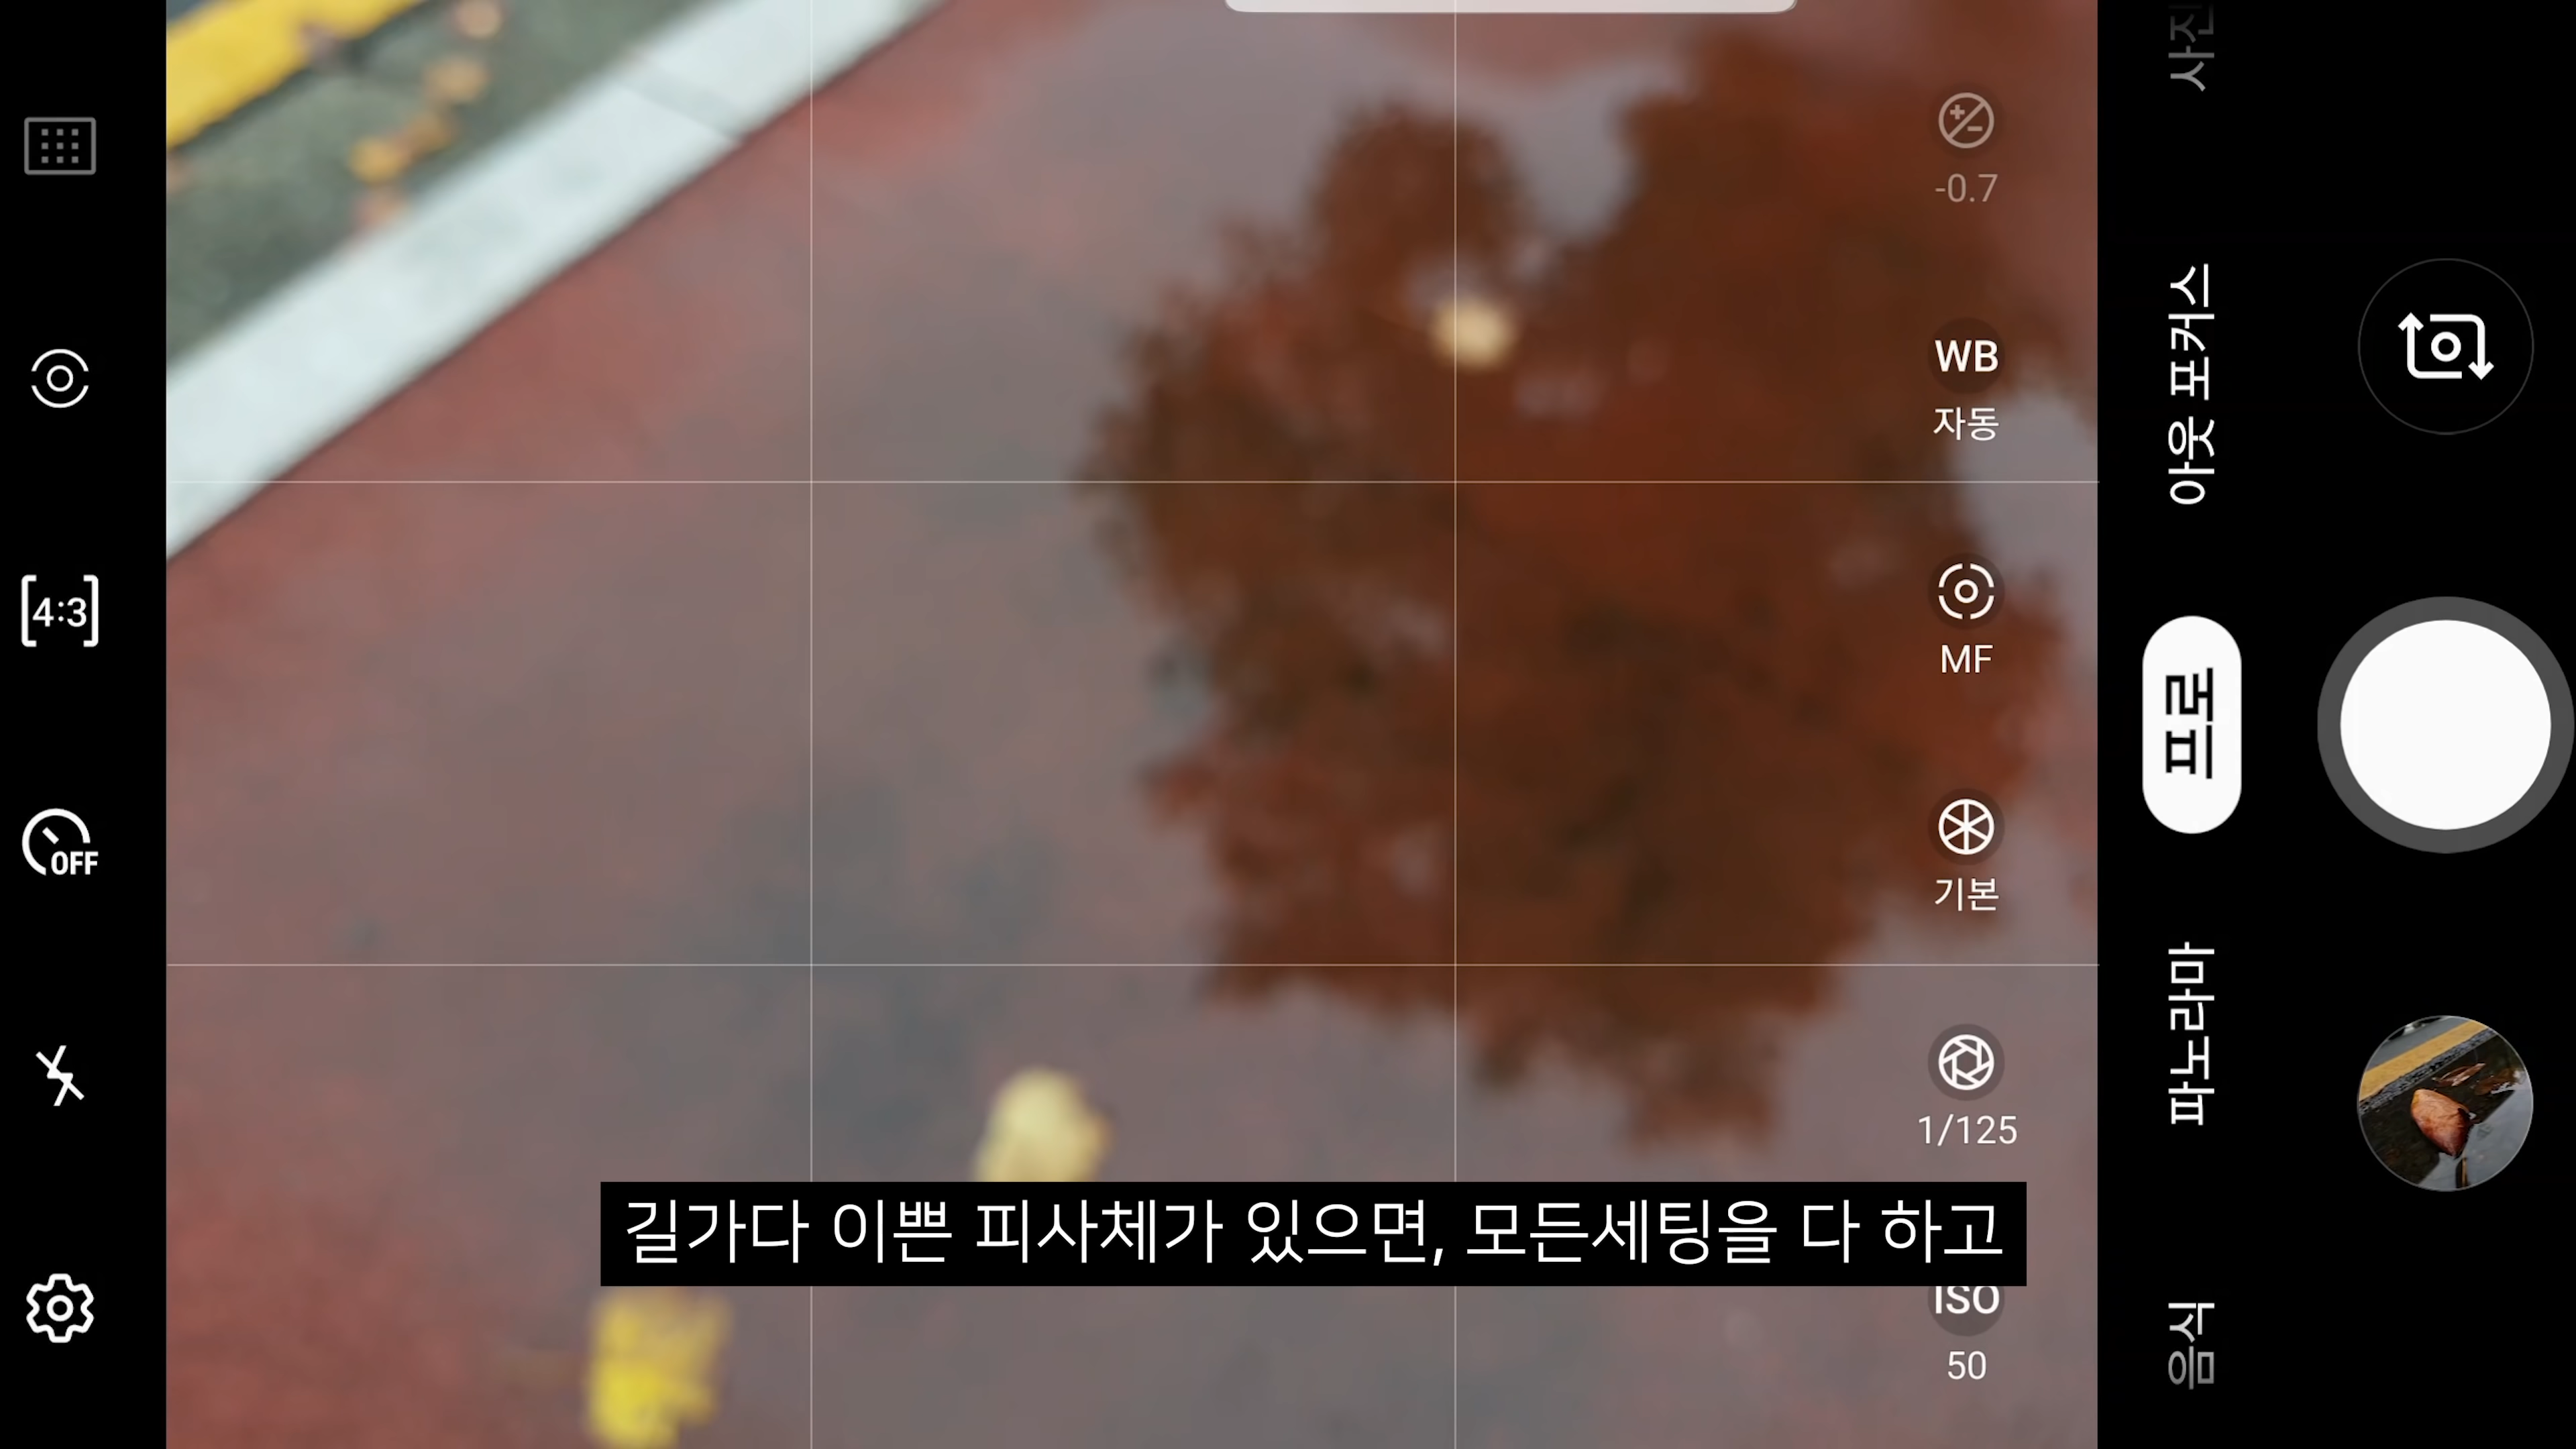 4:3
OFF
-0.7
WB
자동
MF
기본
1/125
ISO
50
길가다 이쁜 피사체가 있으면, 모든세팅을 다 하고
사진
아웃 포커스
프로
파노라마
음식